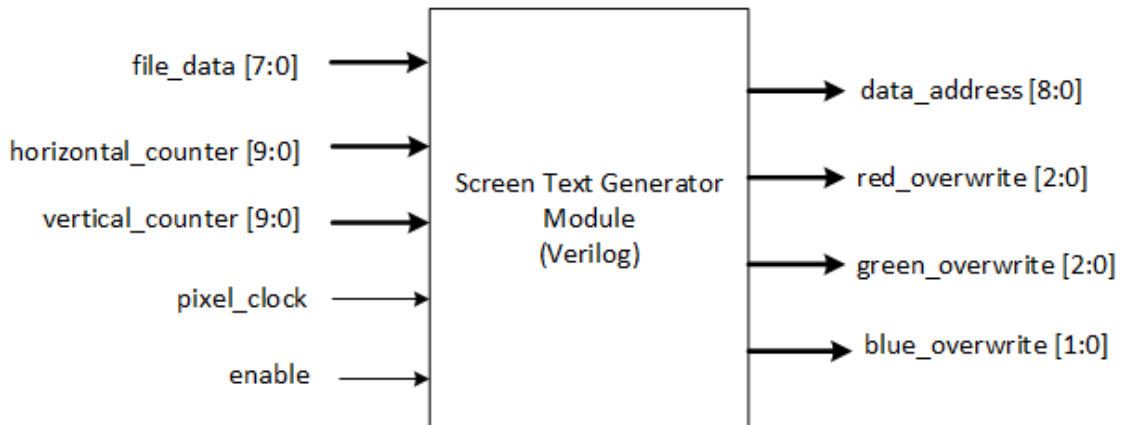 file_data [7:0]
horizontal_counter [9:0]
vertical_counter [9:0]
pixel_clock
enable
Screen Text Generator
Module
(Verilog)
data_address [8:0]
red_overwrite [2:0]
green_overwrite [2:0]
blue_overwrite [1:0]